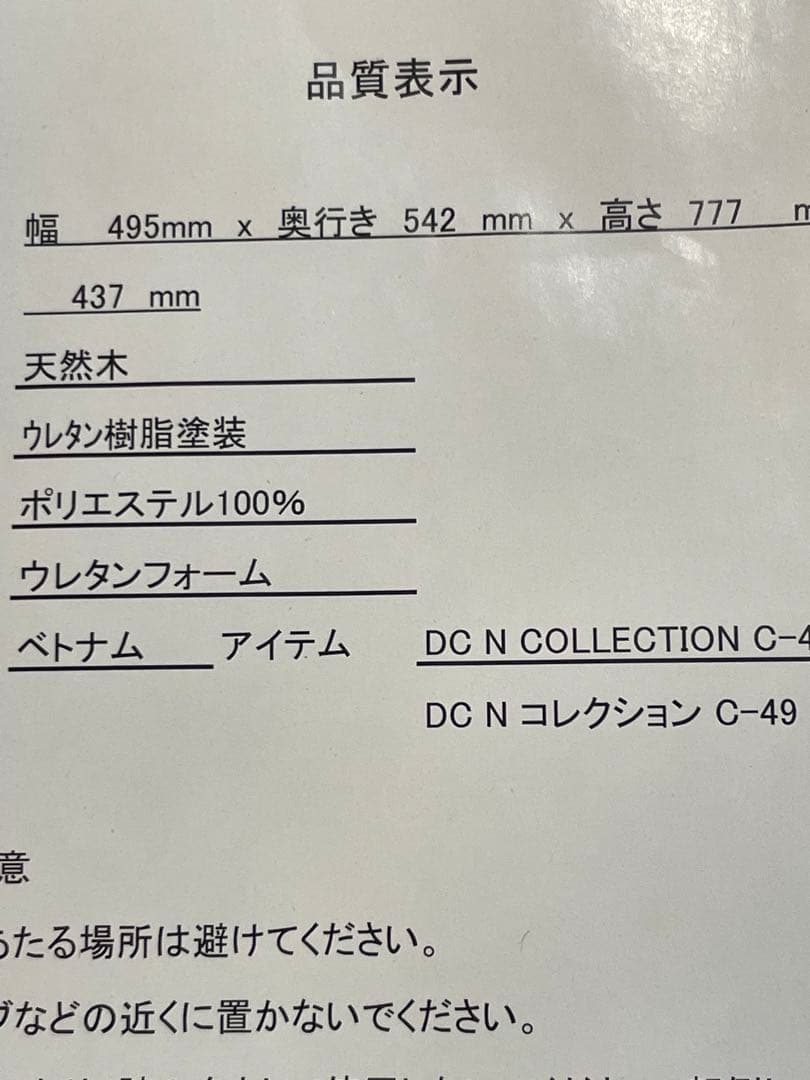 品質表示
幅 495mm x 奥行き 542 mm x 高さ 777 m
437 mm
天然木
ｳﾚﾀﾝ樹脂塗装
ポリエステル100%
ウレタンフォーム
ベトナム アイテム DC N COLLECTION C-4
DC N コレクション C-49
意
たる場所は避けてください。
などの近くに置かないでください。